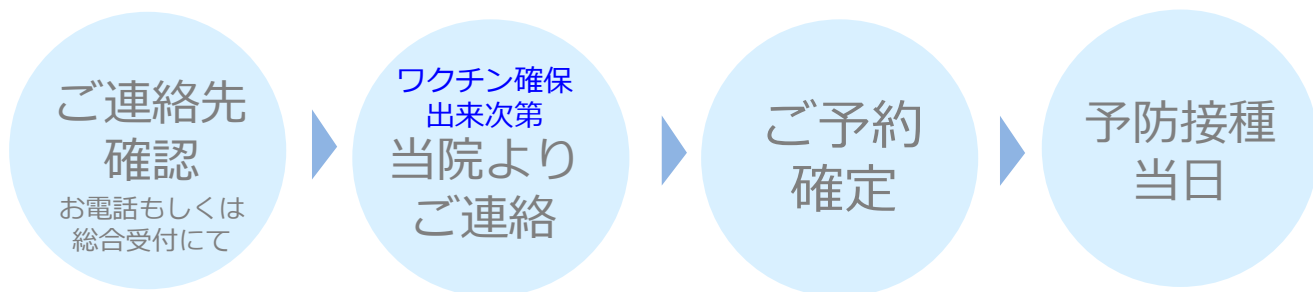 ご連絡先
確認
お電話もしくは
総合受付にて
ワクチン確保
出来次第
当院より
ご連絡
ご予約
確定
予防接種
当日